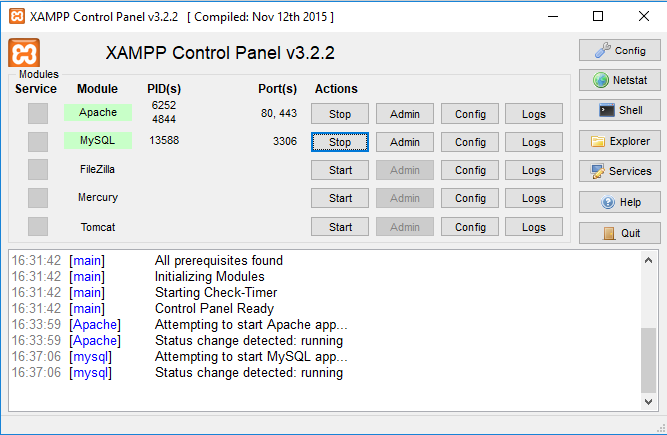 XAMPP Control Panel v3.2.2 [ Compiled: Nov 12th 2015 ]
XAMPP Control Panel v3.2.2
Config
Modules
Service Module PID(s) Port(s) Actions
Netstat
Apache 6252 4844 80, 443 Stop Admin Config Logs
Shell
MySQL 13588 3306 Stop Admin Config Logs
Explorer
FileZilla Start Admin Config Logs
Services
Mercury Start Admin Config Logs
Help
Tomcat Start Admin Config Logs
Quit
16:31:42 [main] All prerequisites found
16:31:42 [main] Initializing Modules
16:31:42 [main] Starting Check-Timer
16:31:42 [main] Control Panel Ready
16:33:59 [Apache] Attempting to start Apache app...
16:33:59 [Apache] Status change detected: running
16:37:06 [mysql] Attempting to start MySQL app...
16:37:06 [mysql] Status change detected: running